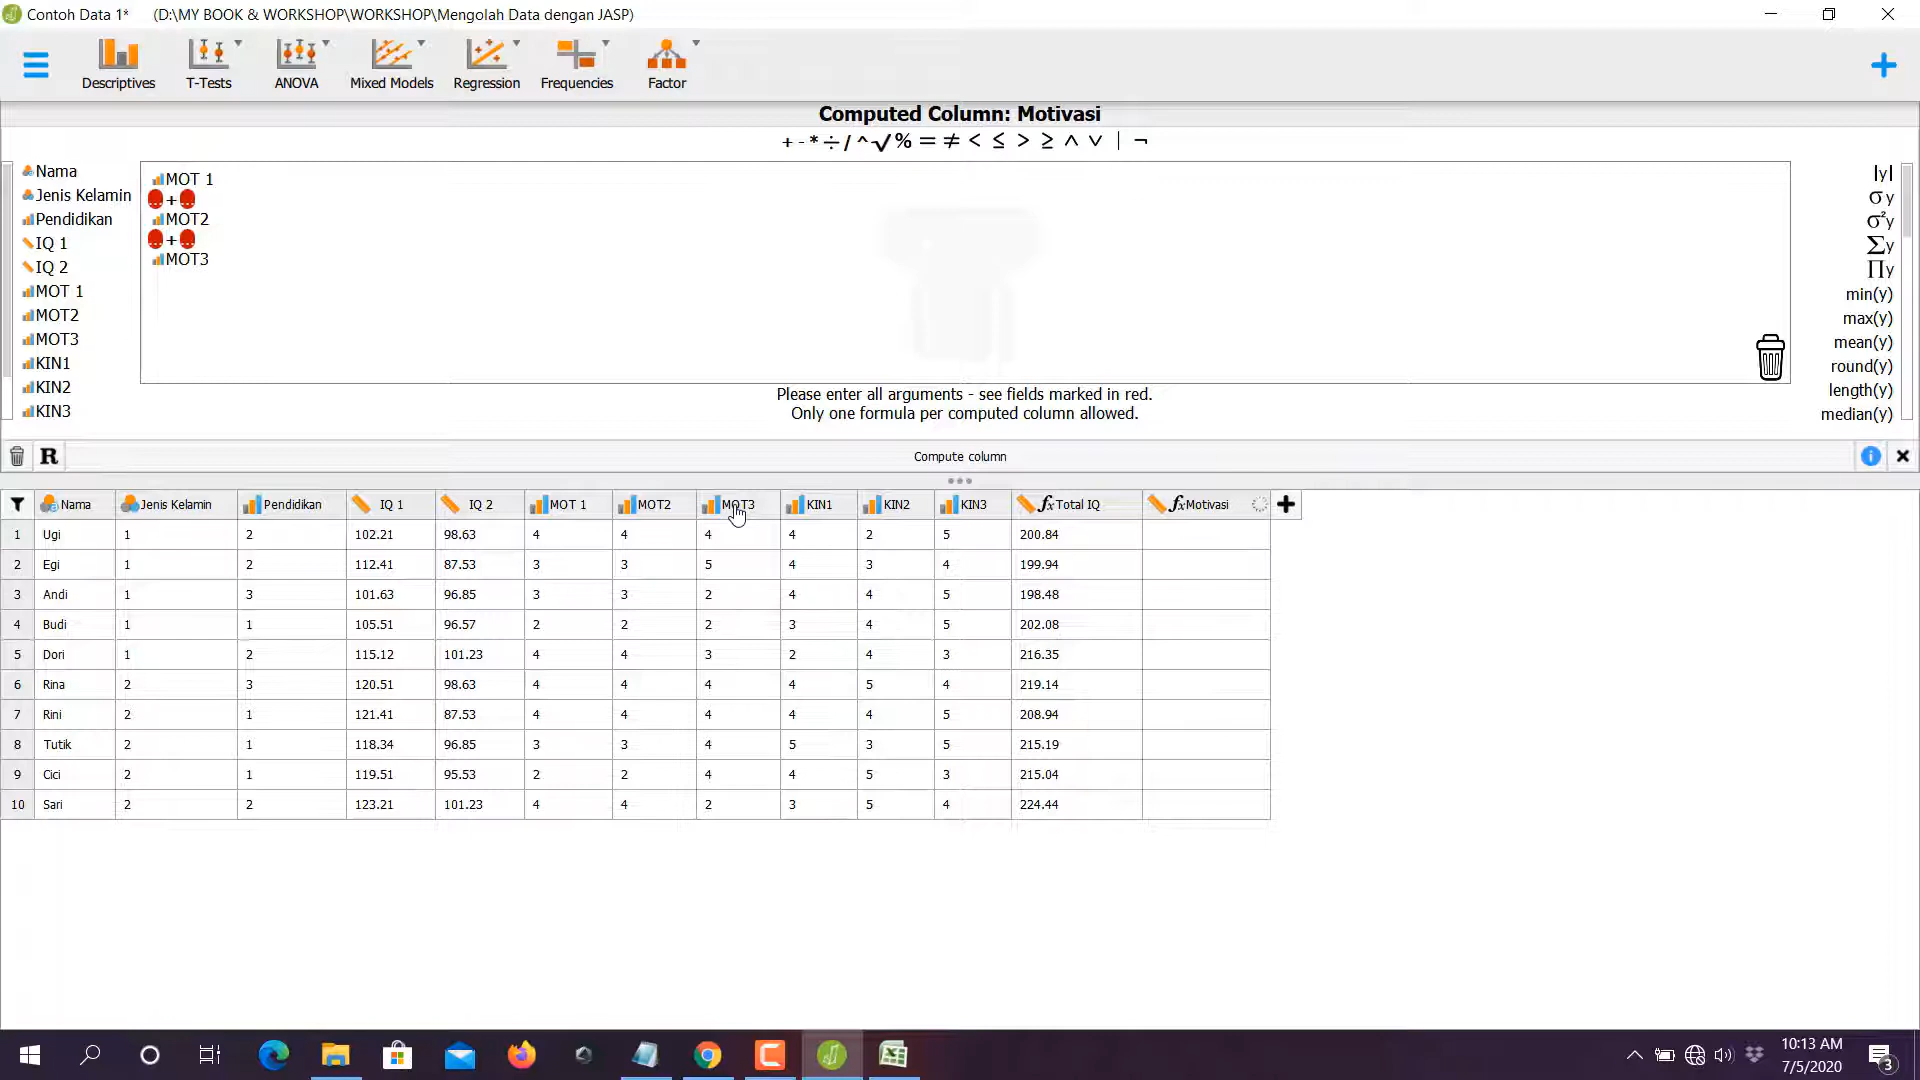 Contoh Data 1*    (D:\MY BOOK & WORKSHOP\WORKSHOP\Mengolah Data dengan JASP)
Descriptives T-Tests ANOVA Mixed Models Regression Frequencies Factor
Computed Column: Motivasi
+ - * ÷ / ^ √ % = ≠ < ≤ > ≥ ∧ ∨ | ¬
Nama
Jenis Kelamin
Pendidikan
IQ 1
IQ 2
MOT 1
MOT2
MOT3
KIN1
KIN2
KIN3
MOT 1
... + ...
MOT2
... + ...
MOT3
|y|
σy
σ²y
∑y
∏y
min(y)
max(y)
mean(y)
round(y)
length(y)
median(y)
Please enter all arguments - see fields marked in red.
Only one formula per computed column allowed.
R Compute column
Nama Jenis Kelamin Pendidikan IQ 1 IQ 2 MOT 1 MOT2 MOT3 KIN1 KIN2 KIN3 fx Total IQ fx Motivasi
1 Ugi 1 2 102.21 98.63 4 4 4 4 2 5 200.84
2 Egi 1 2 112.41 87.53 3 3 5 4 3 4 199.94
3 Andi 1 3 101.63 96.85 3 3 2 4 4 5 198.48
4 Budi 1 1 105.51 96.57 2 2 2 3 4 5 202.08
5 Dori 1 2 115.12 101.23 4 4 3 2 4 3 216.35
6 Rina 2 3 120.51 98.63 4 4 4 4 5 4 219.14
7 Rini 2 1 121.41 87.53 4 4 4 4 4 5 208.94
8 Tutik 2 1 118.34 96.85 3 3 4 5 3 5 215.19
9 Cici 2 1 119.51 95.53 2 2 4 4 5 3 215.04
10 Sari 2 2 123.21 101.23 4 4 2 3 5 4 224.44
10:13 AM
7/5/2020
3